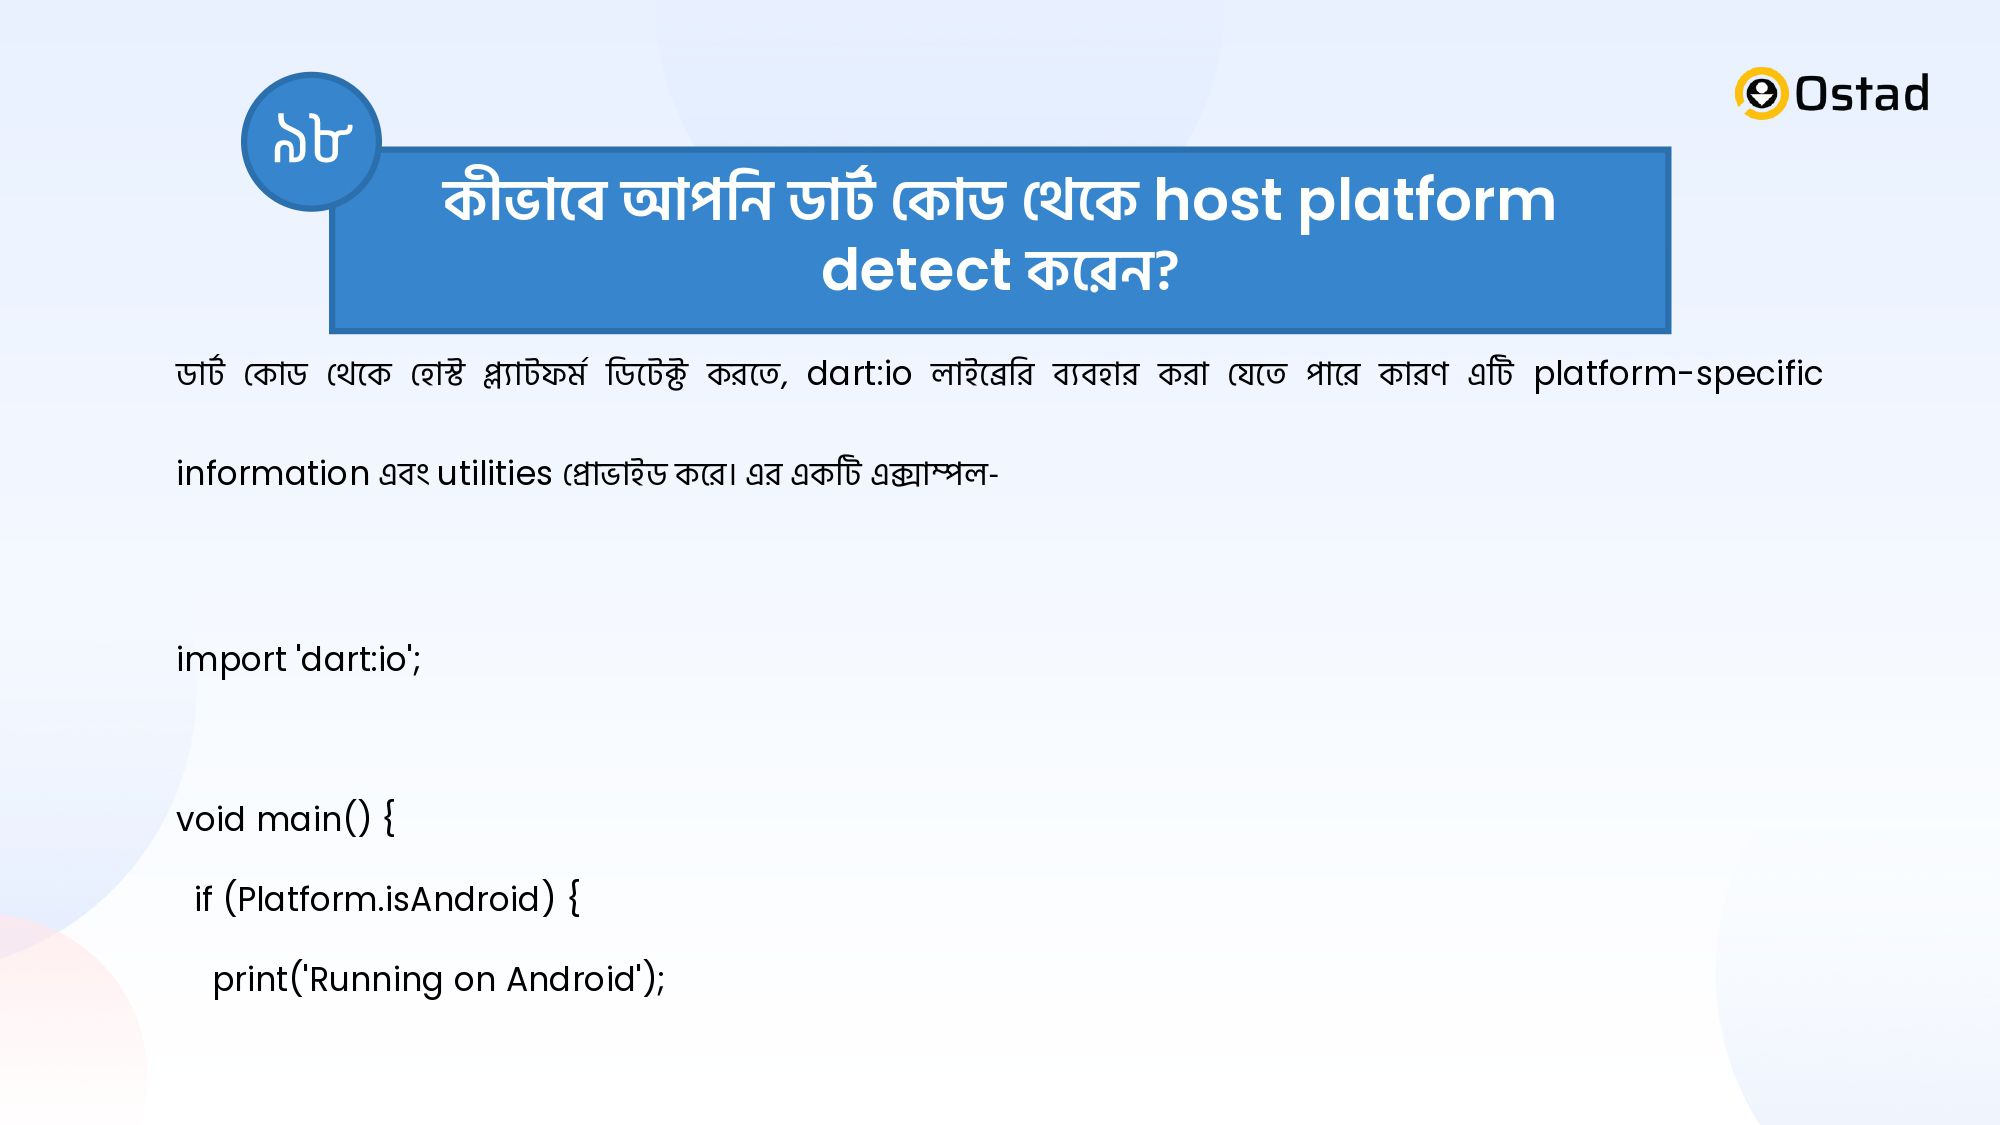 Ostad
৯৮
কীভাবে আপনি ডার্ট কোড থেকে host platform
detect করেন?
ডার্ট কোড থেকে হোস্ট প্ল্যাটফর্ম ডিটেক্ট করতে, dart:io লাইব্রেরি ব্যবহার করা যেতে পারে কারণ এটি platform-specific
information এবং utilities প্রোভাইড করে। এর একটি এক্সাম্পল-
import 'dart:io';
void main() {
if (Platform.isAndroid) {
print('Running on Android');